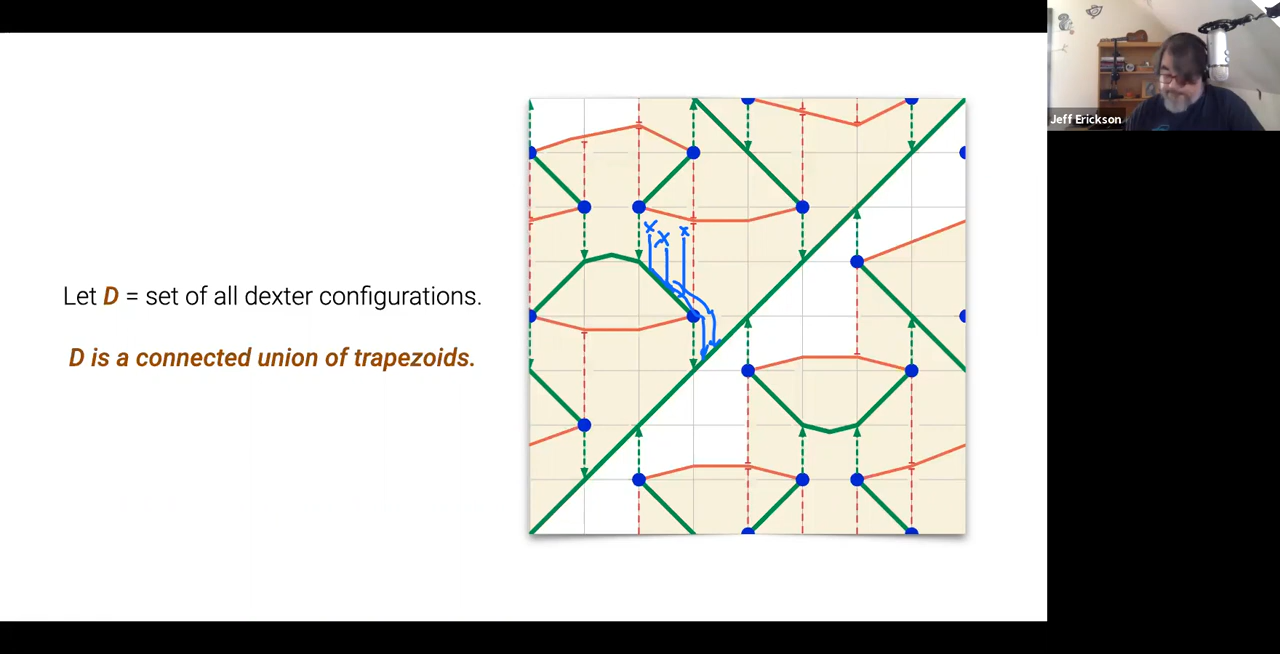 Jeff Erickson
x x x
Let D = set of all dexter configurations.
D is a connected union of trapezoids.